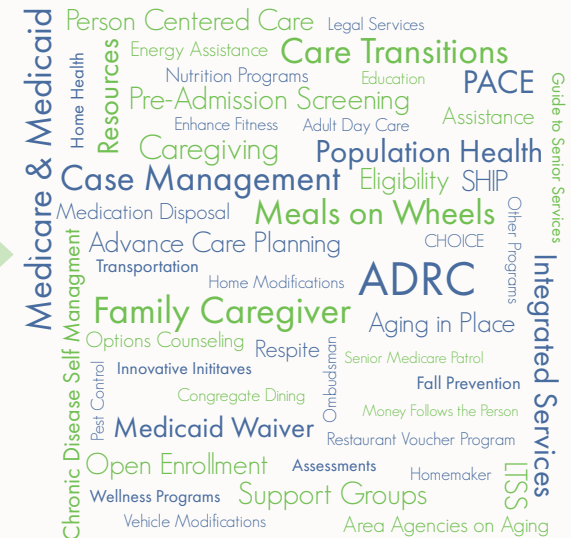 Medicare & Medicaid
Person Centered Care
Legal Services
Home Health
Resources
Energy Assistance
Care Transitions
Nutrition Programs
Education
PACE
Guide to Senior Services
Pre-Admission Screening
Assistance
Enhance Fitness
Adult Day Care
Caregiving
Population Health
Case Management
Eligibility
SHIP
Medication Disposal
Meals on Wheels
Other Programs
Advance Care Planning
CHOICE
Transportation
Home Modifications
ADRC
Integrated Services
Chronic Disease Self Managment
Family Caregiver
Aging in Place
Options Counseling
Respite
Ombudsman
Senior Medicare Patrol
Pest Control
Innovative Inititaves
Fall Prevention
Congregate Dining
Money Follows the Person
Medicaid Waiver
Restaurant Voucher Program
Open Enrollment
Assessments
Homemaker
LTSS
Wellness Programs
Support Groups
Vehicle Modifications
Area Agencies on Aging